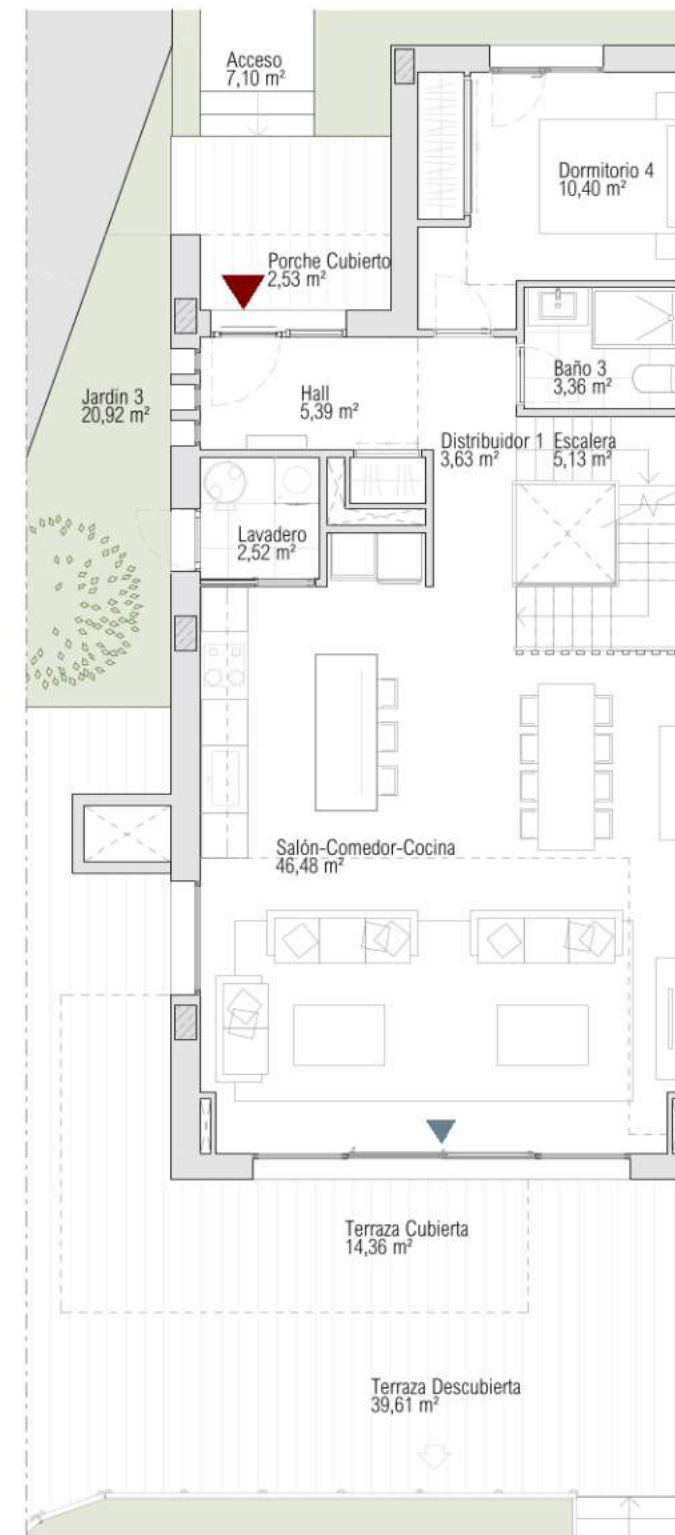 Acceso
7,10 m²
Dormitorio 4
10,40 m²
Porche Cubierto
2,53 m²
Baño 3
3,36 m²
Jardin 3
20,92 m²
Hall
5,39 m²
Distribuidor 1
3,63 m²
Escalera
5,13 m²
Lavadero
2,52 m²
Salón-Comedor-Cocina
46,48 m²
Terraza Cubierta
14,36 m²
Terraza Descubierta
39,61 m²